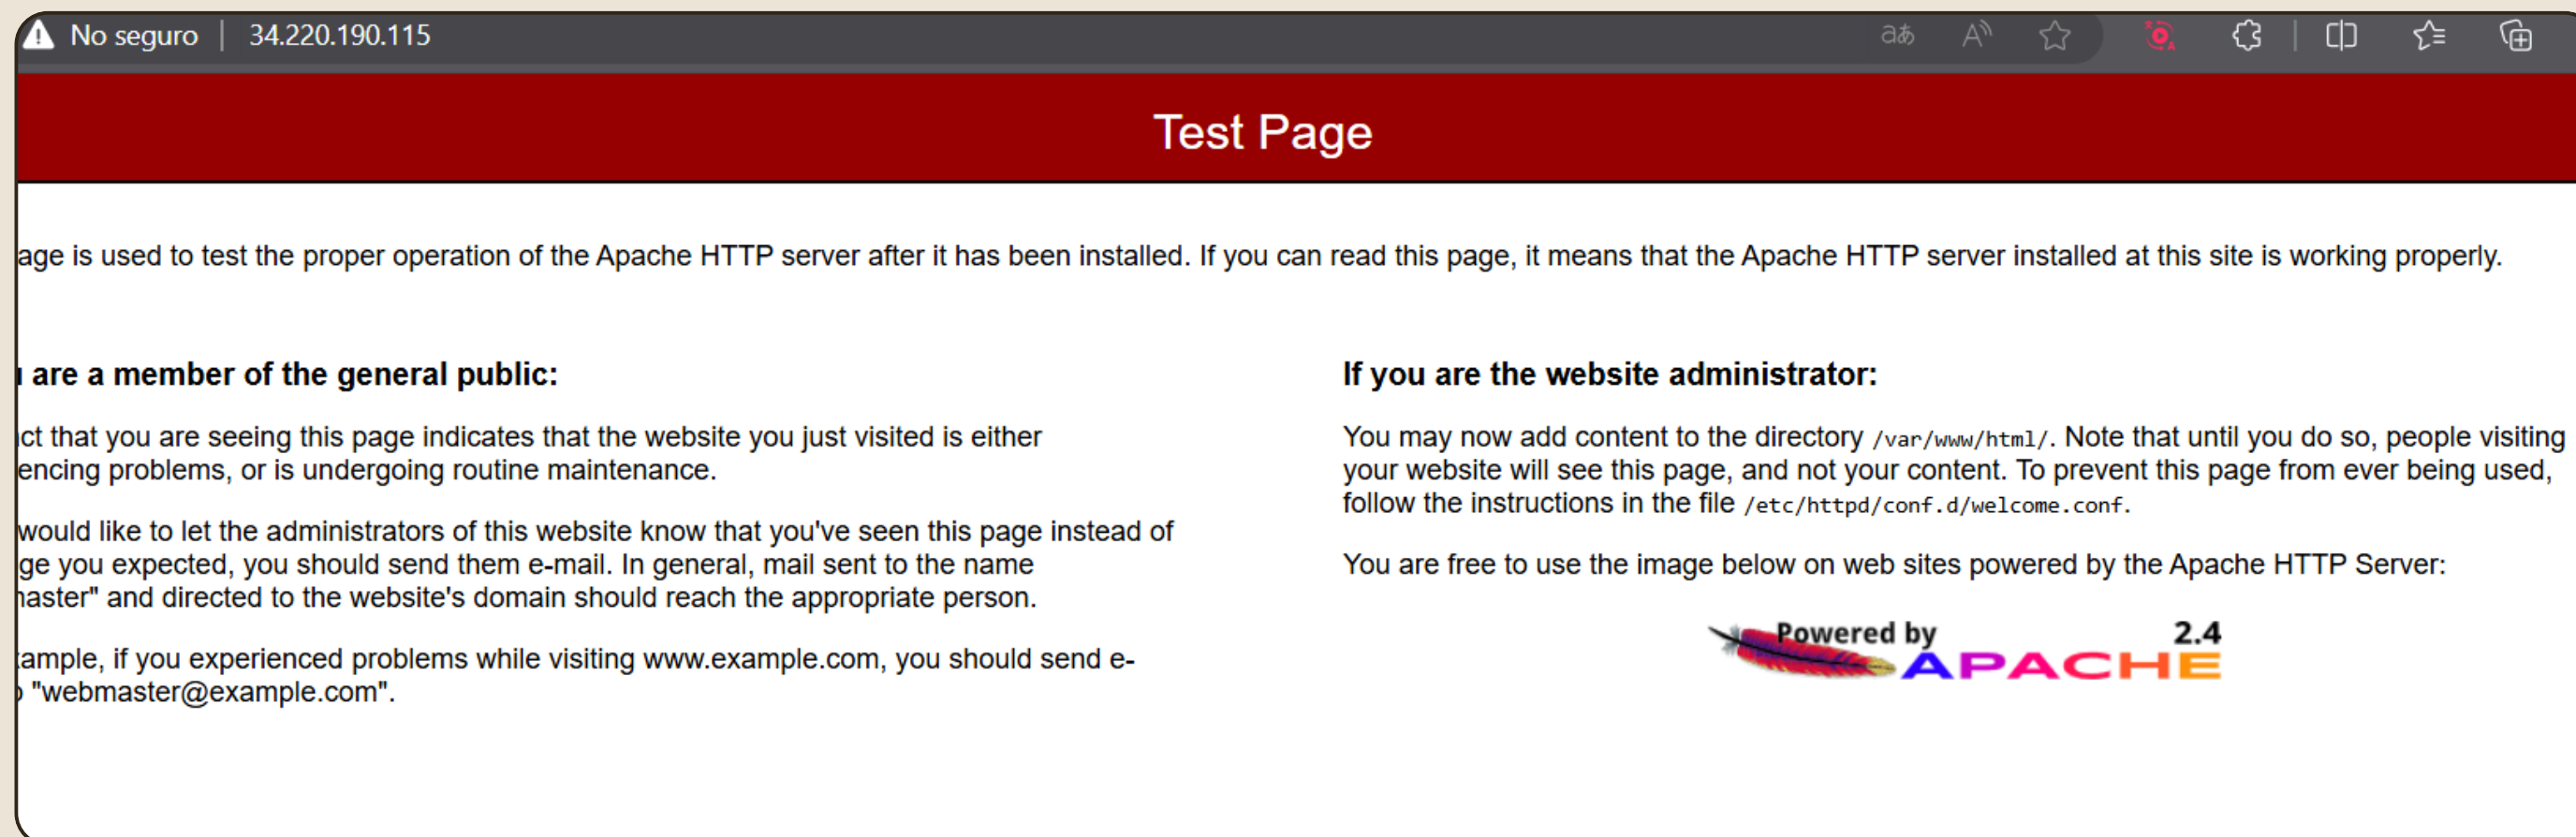 No seguro | 34.220.190.115
Test Page
age is used to test the proper operation of the Apache HTTP server after it has been installed. If you can read this page, it means that the Apache HTTP server installed at this site is working properly.
are a member of the general public:
ct that you are seeing this page indicates that the website you just visited is either
encing problems, or is undergoing routine maintenance.
would like to let the administrators of this website know that you've seen this page instead of
ge you expected, you should send them e-mail. In general, mail sent to the name
aster" and directed to the website's domain should reach the appropriate person.
ample, if you experienced problems while visiting www.example.com, you should send e-
"webmaster@example.com".
If you are the website administrator:
You may now add content to the directory /var/www/html/. Note that until you do so, people visiting
your website will see this page, and not your content. To prevent this page from ever being used,
follow the instructions in the file /etc/httpd/conf.d/welcome.conf.
You are free to use the image below on web sites powered by the Apache HTTP Server:
Powered by 2.4
APACHE